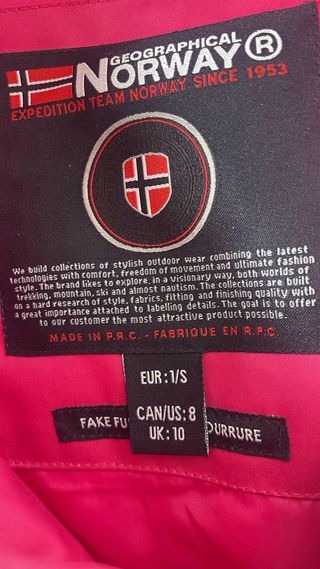 GEOGRAPHICAL
NORWAY®
EXPEDITION TEAM NORWAY SINCE 1953
We build collections of stylish outdoor wear combining the latest
technologies with comfort, freedom of movement and ultimate fashion
style. The brand likes to explore, in a visionary way, both worlds of
trekking, mountain, ski and almost nautism. The collections are built
on a hard research of style, fabrics, fitting and finishing quality with
a great importance attached to labelling details. The goal is to offer
to our customer the most attractive product possible.
MADE IN P.R.C. - FABRIQUE EN R.P.C.
EUR: 1/S
CAN/US: 8
UK: 10
FAKE FU OURRURE